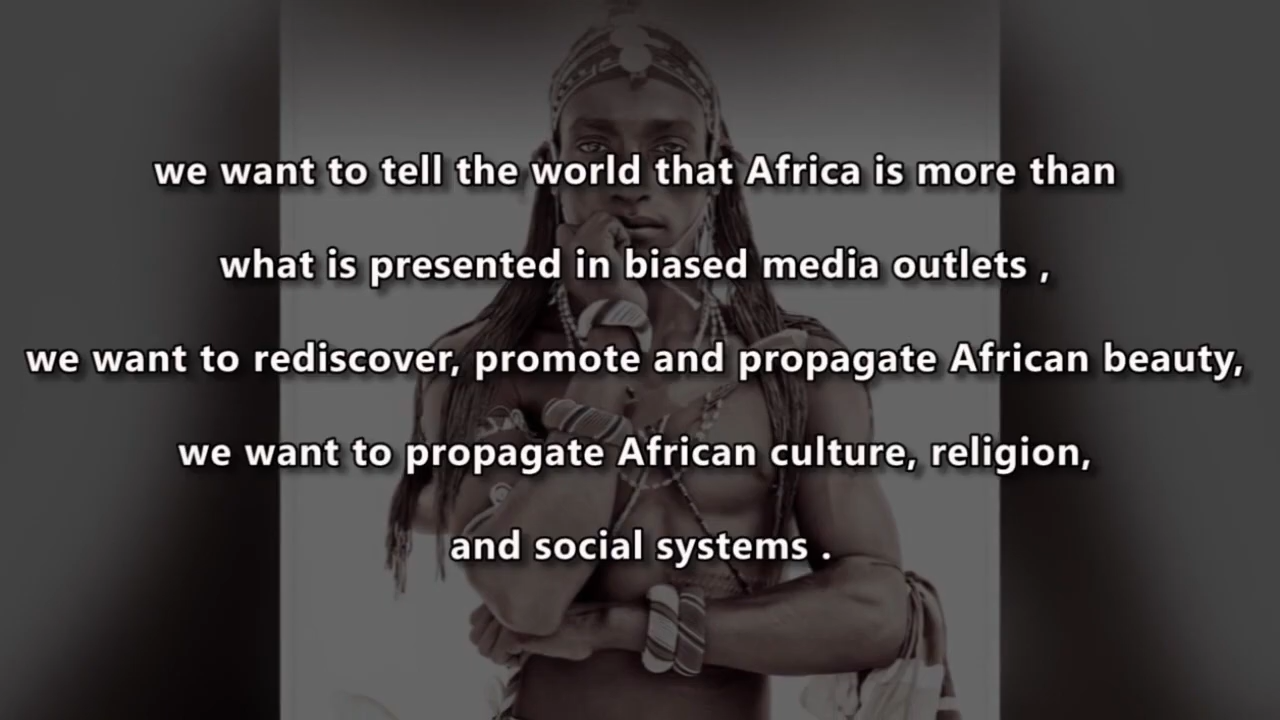 we want to tell the world that Africa is more than
what is presented in biased media outlets ,
we want to rediscover, promote and propagate African beauty,
we want to propagate African culture, religion,
and social systems .